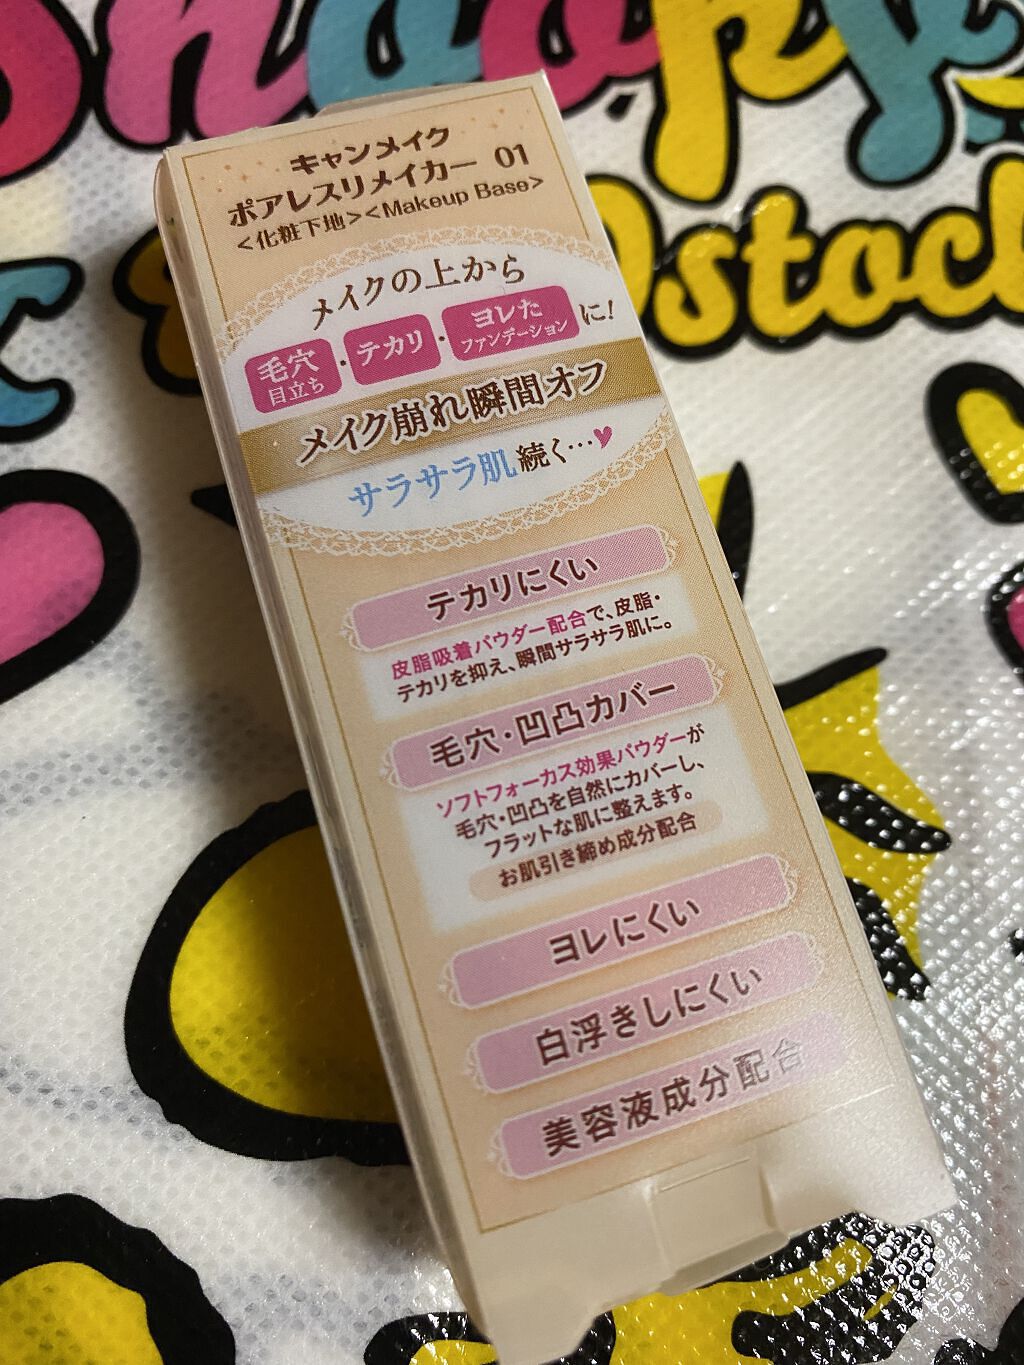 Snoopy
& Woodstock
キャンメイク
ポアレスリメイカー 01
<化粧下地><Makeup Base>
メイクの上から
毛穴目立ち・テカリ・ヨレたファンデーションに!
メイク崩れ瞬間オフ
サラサラ肌続く…
テカリにくい
皮脂吸着パウダー配合で、皮脂・
テカリを抑え、瞬間サラサラ肌に。
毛穴・凹凸カバー
ソフトフォーカス効果パウダーが
毛穴・凹凸を自然にカバーし、
フラットな肌に整えます。
お肌引き締め成分配合
ヨレにくい
白浮きしにくい
美容液成分配合